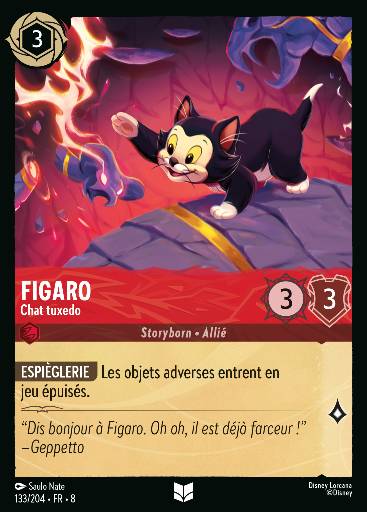 3
FIGARO
Chat tuxedo
3
3
Storyborn • Allié
ESPIÈGLERIE Les objets adverses entrent en
jeu épuisés.
“Dis bonjour à Figaro. Oh oh, il est déjà farceur !”
–Geppetto
Saulo Nate
133/204 • FR • 8
Disney Lorcana
©Disney